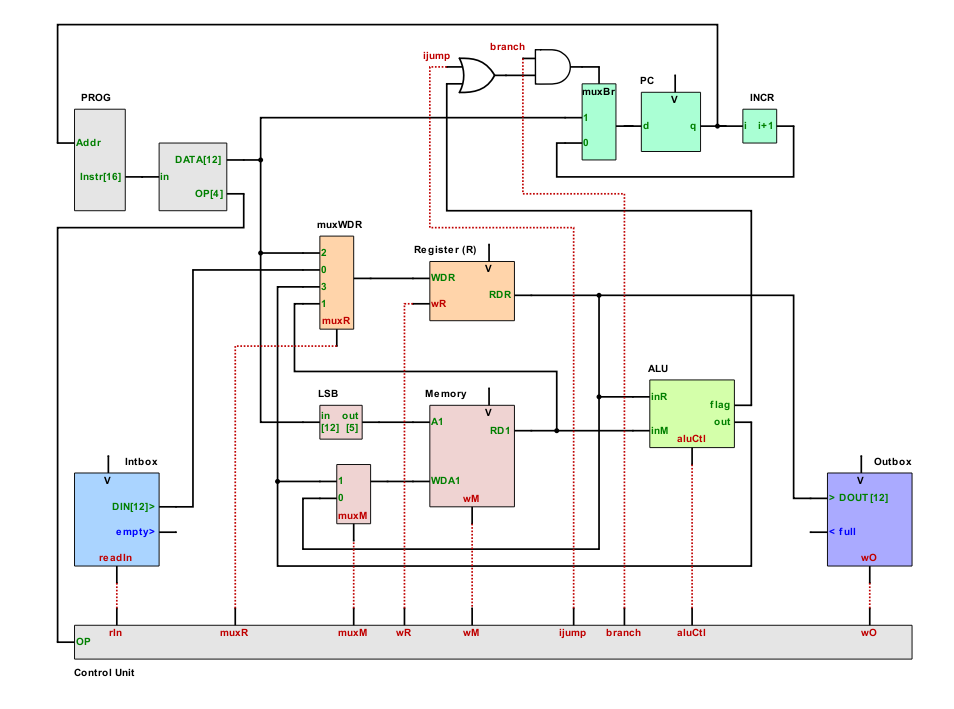 branch
ijump
PC
muxBr
PROG
V
INCR
1
d
q
i
i+1
Addr
0
DATA[12]
Instr[16]
in
OP[4]
muxWDR
Register (R)
2
V
0
WDR
3
RDR
1
wR
muxR
ALU
LSB
Memory
inR
flag
in
out
V
[12]
[5]
A1
RD1
inM
out
aluCtl
Intbox
Outbox
V
1
WDA1
V
0
wM
> DOUT[12]
DIN[12]>
muxM
empty>
< full
readIn
wO
rIn
muxR
muxM
wR
wM
ijump
branch
aluCtl
wO
OP
Control Unit